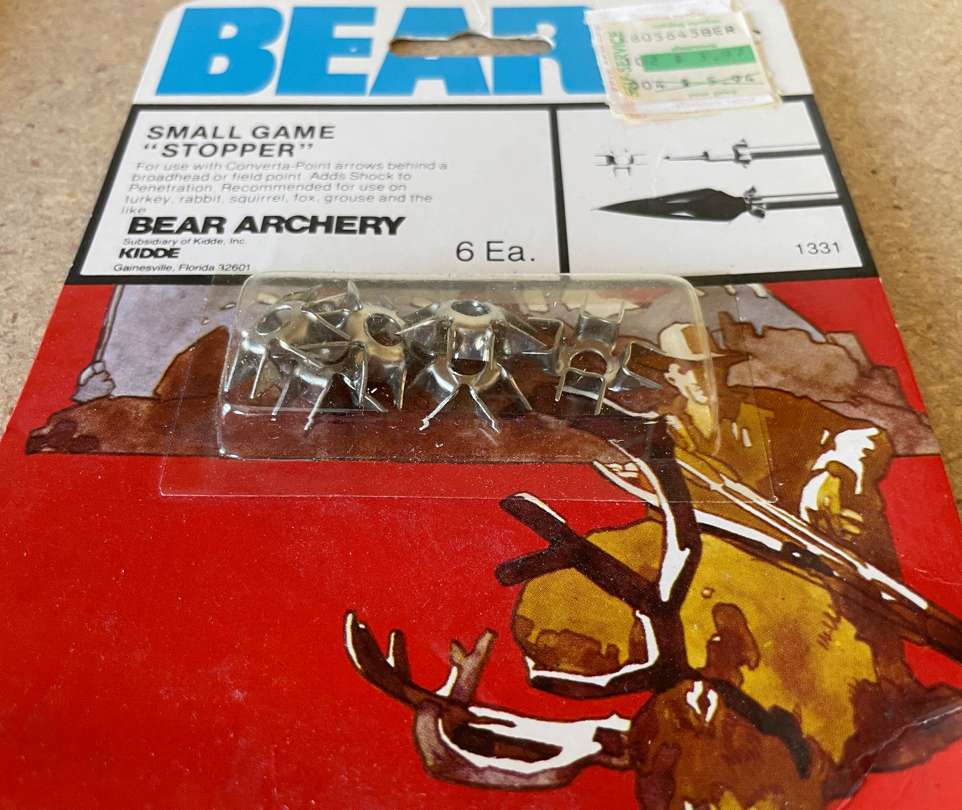 BEAR
SERVICE
805845BER
SMALL GAME
"STOPPER"
For use with Converta-Point arrows behind a
broadhead or field point. Adds Shock to
Penetration. Recommended for use on
turkey, rabbit, squirrel, fox, grouse and the
like.
BEAR ARCHERY
Subsidiary of Kidde, Inc.
KIDDE
Gainesville, Florida 32601
6 Ea.
1331